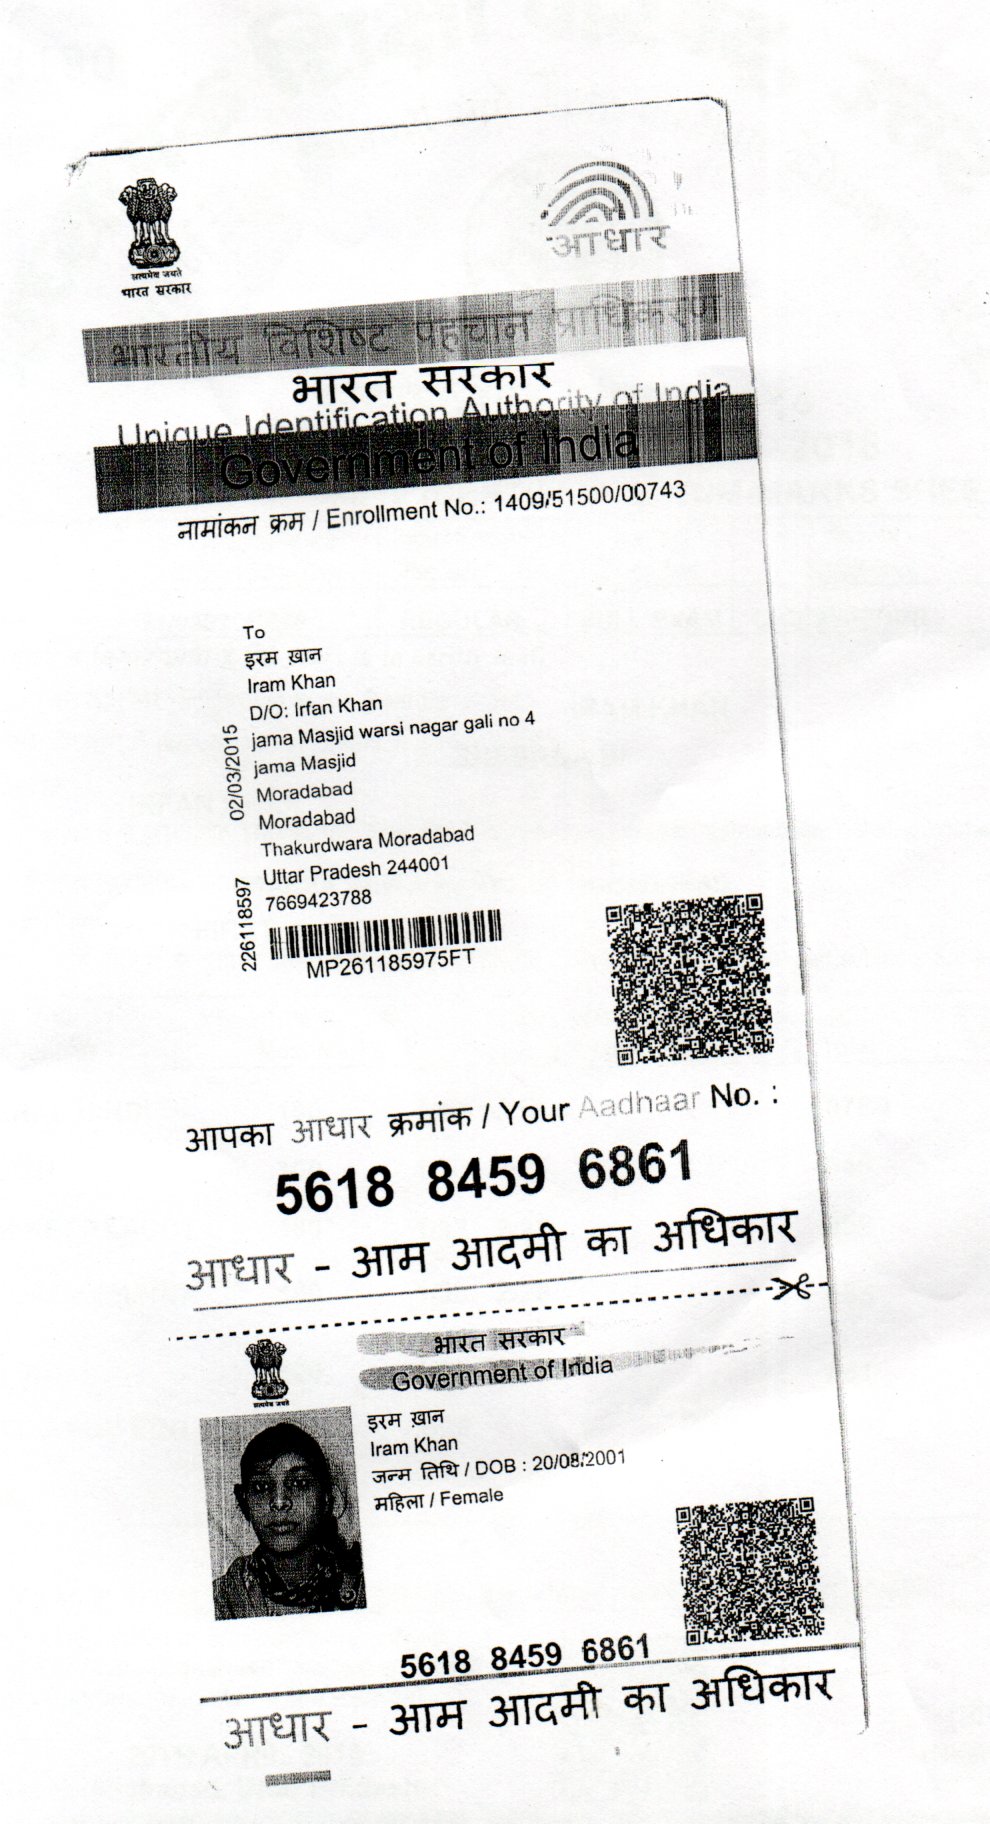 सत्यमेव जयते
भारत सरकार
आधार
भारतीय विशिष्ट पहचान प्राधिकरण
भारत सरकार
Unique Identification Authority of India
Government of India
नामांकन क्रम / Enrollment No.: 1409/51500/00743
To
इरम ख़ान
Iram Khan
D/O: Irfan Khan
jama Masjid warsi nagar gali no 4
jama Masjid
Moradabad
Moradabad
Thakurdwara Moradabad
Uttar Pradesh 244001
7669423788
02/03/2015
226118597
MP261185975FT
आपका आधार क्रमांक / Your Aadhaar No. :
5618 8459 6861
आधार - आम आदमी का अधिकार
सत्यमेव जयते
भारत सरकार
Government of India
इरम ख़ान
Iram Khan
जन्म तिथि / DOB : 20/08/2001
महिला / Female
5618 8459 6861
आधार - आम आदमी का अधिकार